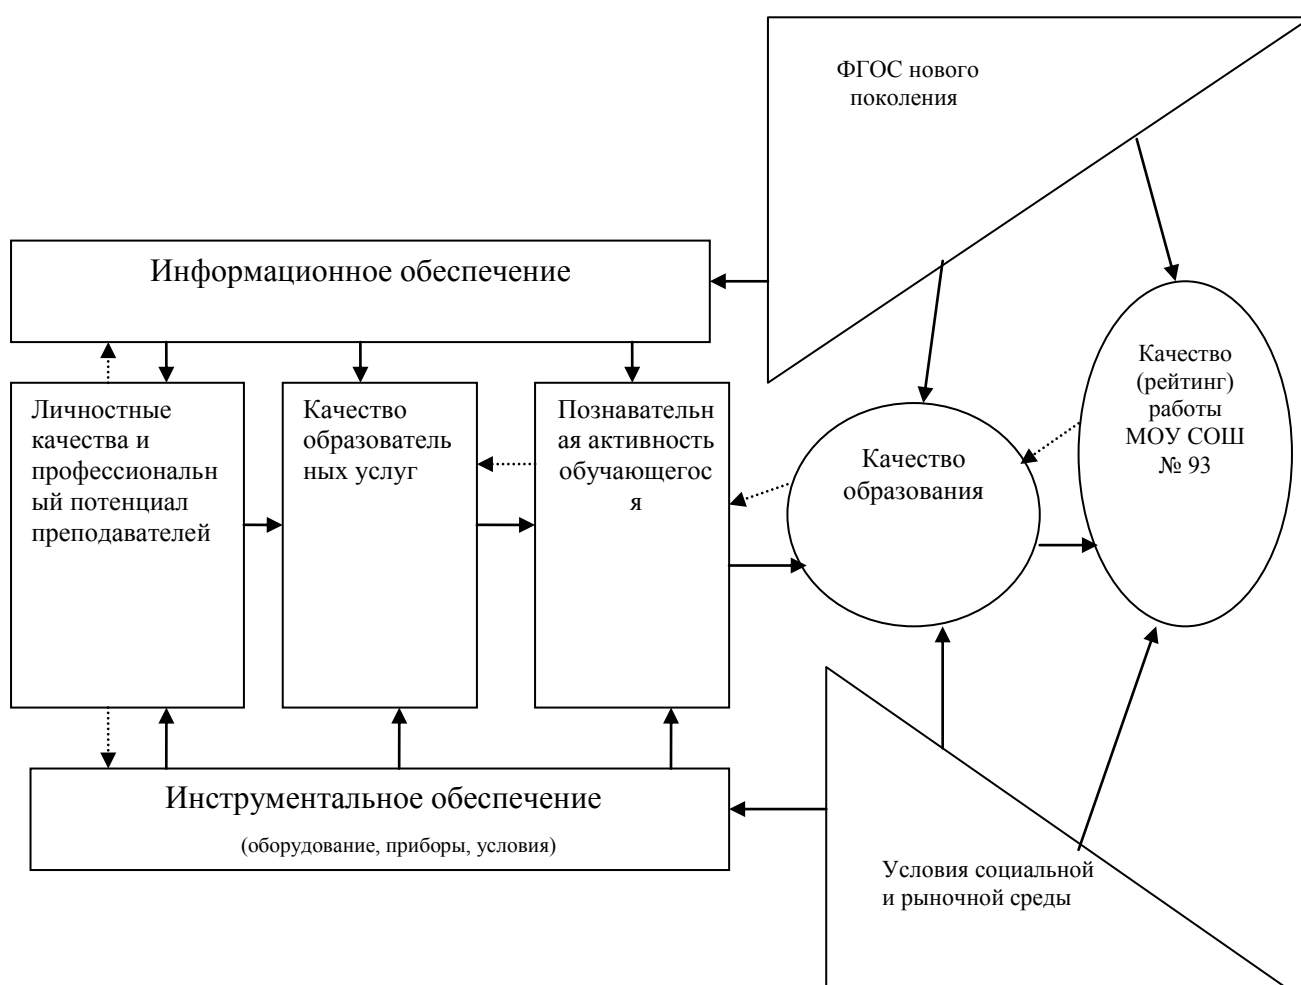 ФГОС нового
поколения
Информационное обеспечение
Личностные
качества и
профессиональн
ый потенциал
преподавателей
Качество
образователь
ных услуг
Познавательн
ая активность
обучающегос
я
Качество
образования
Качество
(рейтинг)
работы
МОУ СОШ
№ 93
Инструментальное обеспечение
(оборудование, приборы, условия)
Условия социальной
и рыночной среды